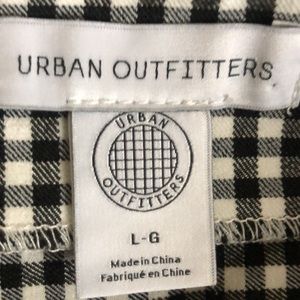 URBAN OUTFITTERS
URBAN
OUTFITTERS
L-G
Made in China
Fabriqué en Chine